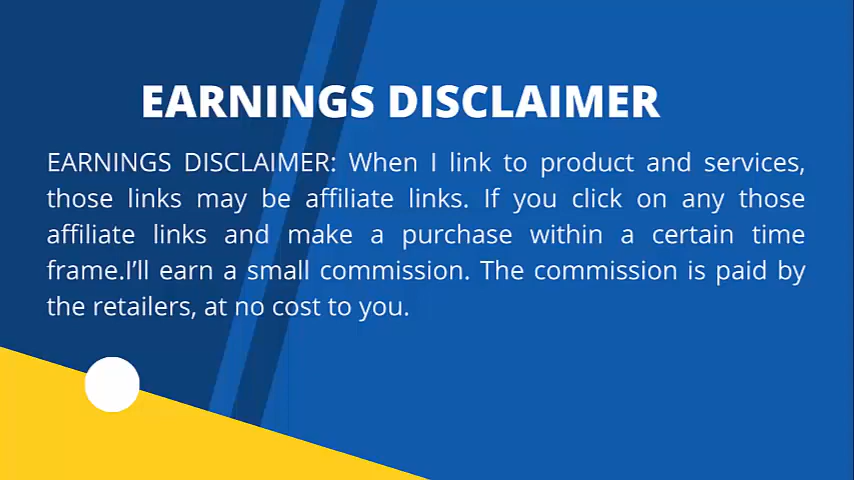 EARNINGS DISCLAIMER
EARNINGS DISCLAIMER: When I link to product and services,
those links may be affiliate links. If you click on any those
affiliate links and make a purchase within a certain time
frame.I’ll earn a small commission. The commission is paid by
the retailers, at no cost to you.